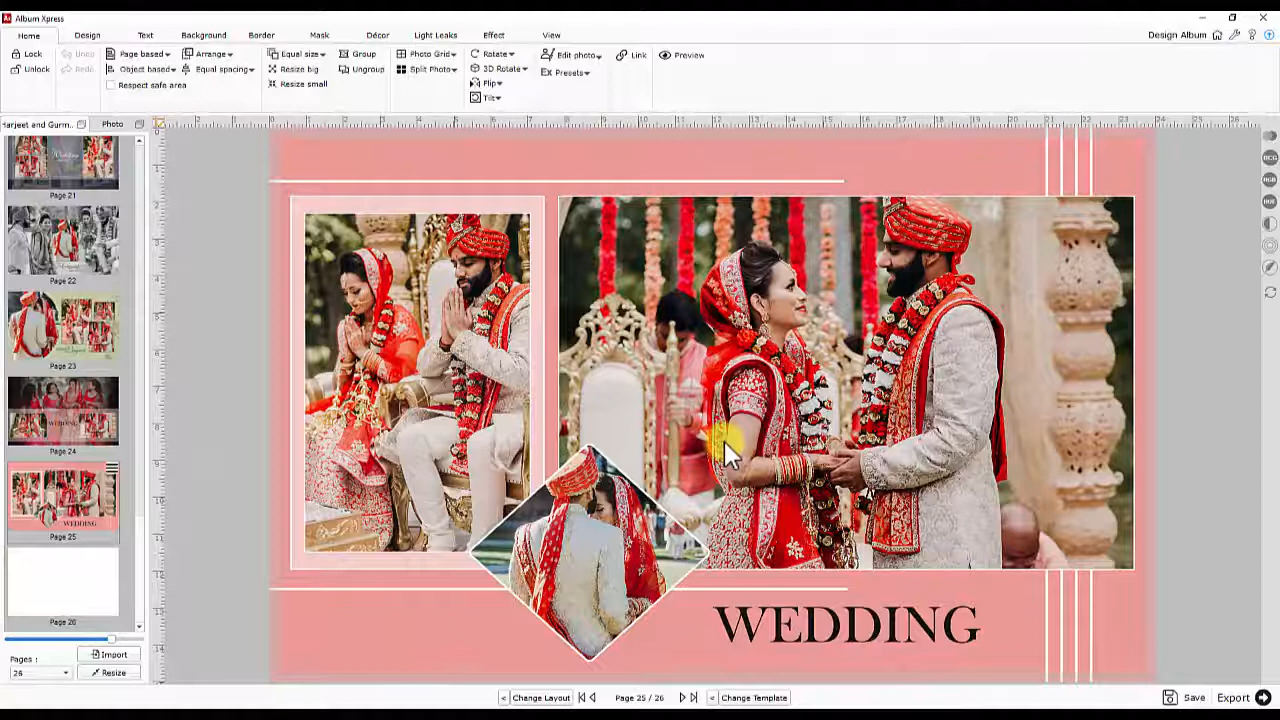 Album Xpress
Home Design Text Background Border Mask Décor Light Leaks Effect View Design Album
Lock Undo Page based Arrange Equal size Group Photo Grid Rotate Edit photo Link Preview
Unlock Redo Object based Equal spacing Resize big Ungroup Split Photo 3D Rotate Presets
Respect safe area Resize small Flip
Tilt
Harjeet and Gurm.. Photo
Page 21
Page 22
Page 23
Page 24
WEDDING
Page 25
WEDDING
Page 26
Pages :
Import
26
Resize
< Change Layout Page 25 / 26 < Change Template Save Export